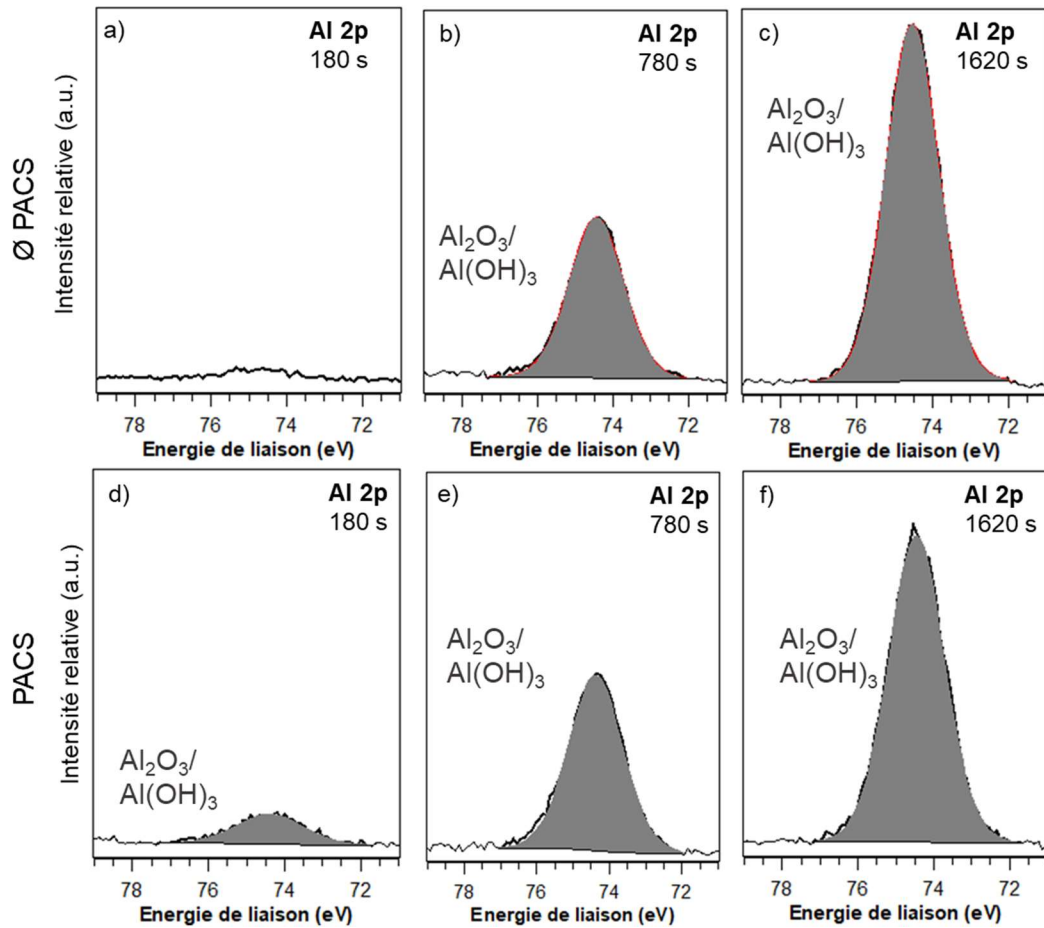 a)
Al 2p
180 s
b)
Al 2p
780 s
c)
Al 2p
1620 s
Al₂O₃/
Al(OH)₃
Al₂O₃/
Al(OH)₃
Ø PACS
Intensité relative (a.u.)
78 76 74 72
Energie de liaison (eV)
78 76 74 72
Energie de liaison (eV)
78 76 74 72
Energie de liaison (eV)
d)
Al 2p
180 s
e)
Al 2p
780 s
f)
Al 2p
1620 s
Al₂O₃/
Al(OH)₃
Al₂O₃/
Al(OH)₃
Al₂O₃/
Al(OH)₃
PACS
Intensité relative (a.u.)
78 76 74 72
Energie de liaison (eV)
78 76 74 72
Energie de liaison (eV)
78 76 74 72
Energie de liaison (eV)